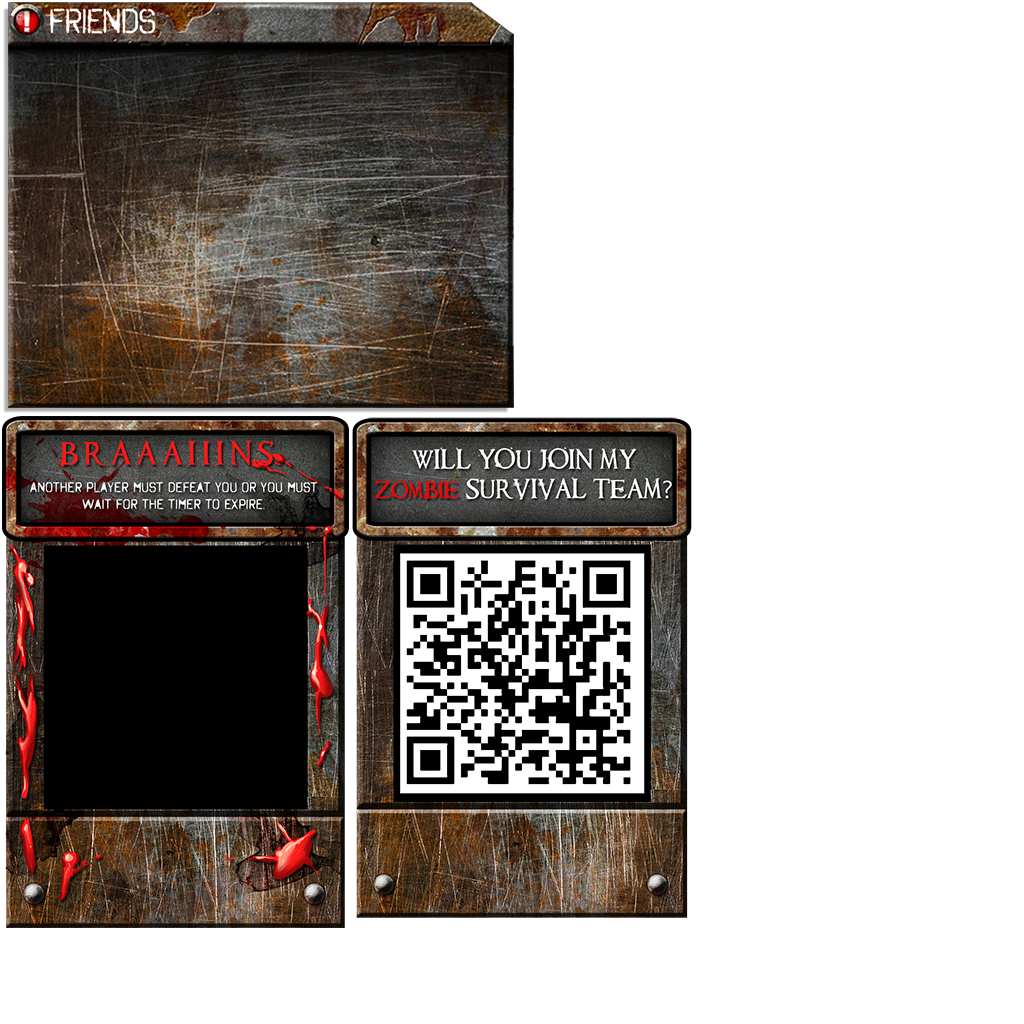 FRIENDS
BRAAAIIINS
ANOTHER PLAYER MUST DEFEAT YOU OR YOU MUST
WAIT FOR THE TIMER TO EXPIRE.
WILL YOU JOIN MY
ZOMBIE SURVIVAL TEAM?